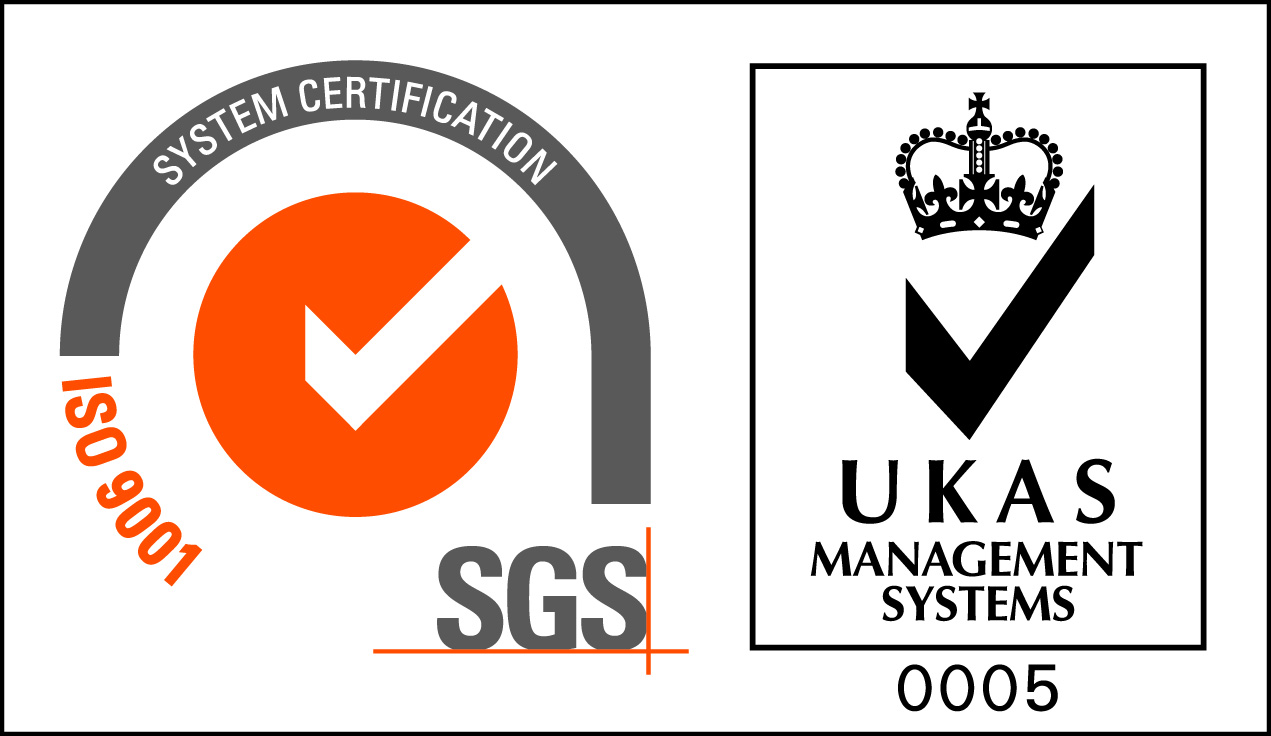 SYSTEM CERTIFICATION
ISO 9001
SGS
UKAS
MANAGEMENT
SYSTEMS
0005